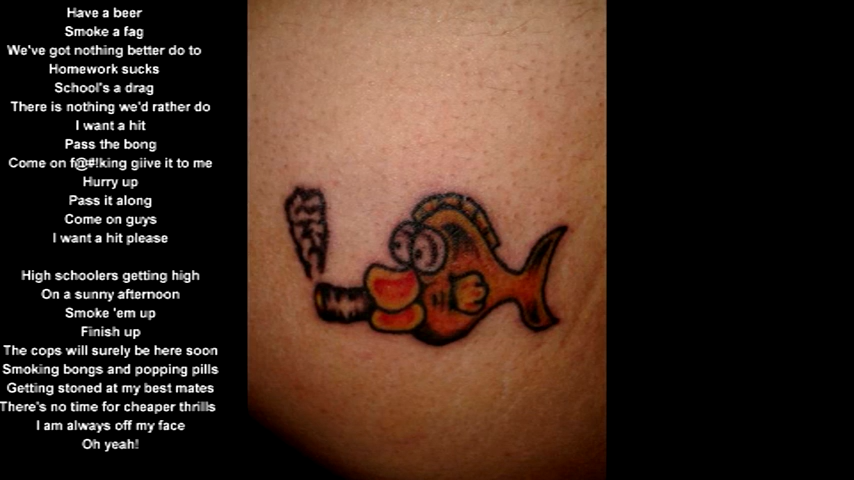 Have a beer
Smoke a fag
We've got nothing better do to
Homework sucks
School's a drag
There is nothing we'd rather do
I want a hit
Pass the bong
Come on f@#!king giive it to me
Hurry up
Pass it along
Come on guys
I want a hit please
High schoolers getting high
On a sunny afternoon
Smoke 'em up
Finish up
The cops will surely be here soon
Smoking bongs and popping pills
Getting stoned at my best mates
There's no time for cheaper thrills
I am always off my face
Oh yeah!